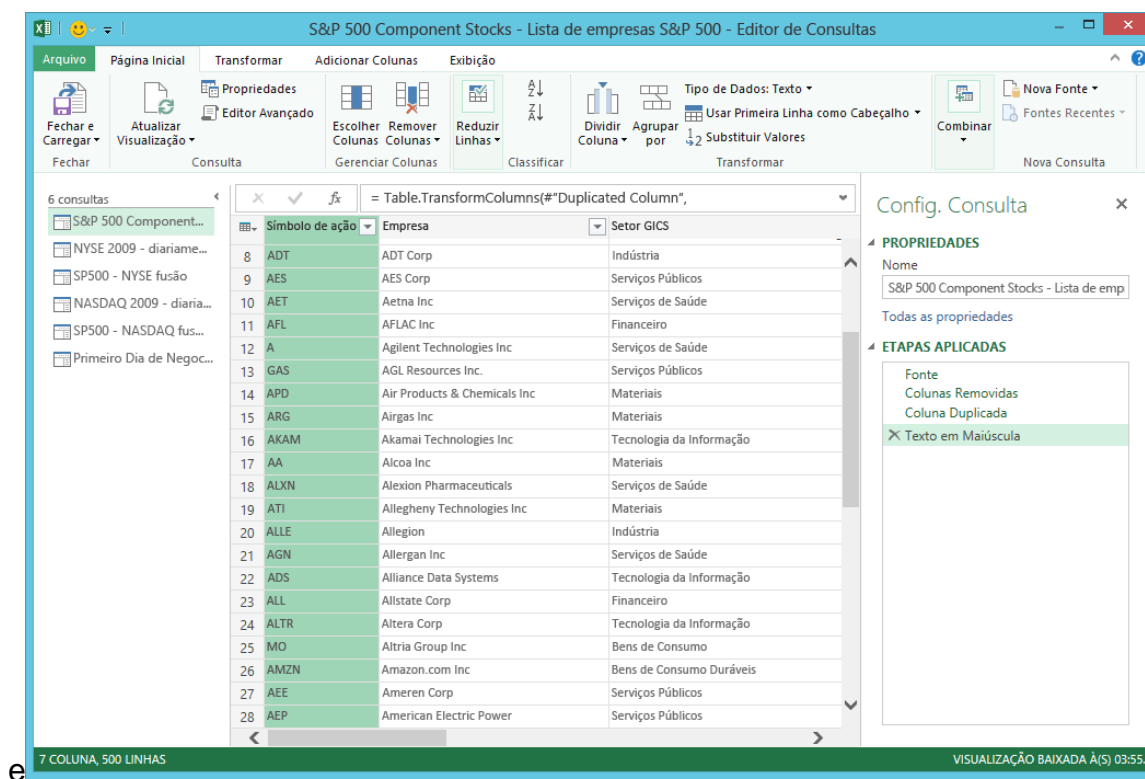 S&P 500 Component Stocks - Lista de empresas S&P 500 - Editor de Consultas
Arquivo Página Inicial Transformar Adicionar Colunas Exibição
Fechar e Carregar
Fechar
Atualizar Visualização
Propriedades
Editor Avançado
Consulta
Escolher Colunas
Remover Colunas
Gerenciar Colunas
Reduzir Linhas
Classificar
Dividir Coluna
Agrupar por
Tipo de Dados: Texto
Usar Primeira Linha como Cabeçalho
Substituir Valores
Transformar
Combinar
Nova Fonte
Fontes Recentes
Nova Consulta
6 consultas
S&P 500 Component...
NYSE 2009 - diariame...
SP500 - NYSE fusão
NASDAQ 2009 - diaria...
SP500 - NASDAQ fus...
Primeiro Dia de Negoc...
fx = Table.TransformColumns(#"Duplicated Column",
Símbolo de ação Empresa Setor GICS
8 ADT ADT Corp Indústria
9 AES AES Corp Serviços Públicos
10 AET Aetna Inc Serviços de Saúde
11 AFL AFLAC Inc Financeiro
12 A Agilent Technologies Inc Serviços de Saúde
13 GAS AGL Resources Inc. Serviços Públicos
14 APD Air Products & Chemicals Inc Materiais
15 ARG Airgas Inc Materiais
16 AKAM Akamai Technologies Inc Tecnologia da Informação
17 AA Alcoa Inc Materiais
18 ALXN Alexion Pharmaceuticals Serviços de Saúde
19 ATI Allegheny Technologies Inc Materiais
20 ALLE Allegion Indústria
21 AGN Allergan Inc Serviços de Saúde
22 ADS Alliance Data Systems Tecnologia da Informação
23 ALL Allstate Corp Financeiro
24 ALTR Altera Corp Tecnologia da Informação
25 MO Altria Group Inc Bens de Consumo
26 AMZN Amazon.com Inc Bens de Consumo Duráveis
27 AEE Ameren Corp Serviços Públicos
28 AEP American Electric Power Serviços Públicos
Config. Consulta
PROPRIEDADES
Nome
S&P 500 Component Stocks - Lista de emp
Todas as propriedades
ETAPAS APLICADAS
Fonte
Colunas Removidas
Coluna Duplicada
Texto em Maiúscula
7 COLUNA, 500 LINHAS VISUALIZAÇÃO BAIXADA À(S) 03:55.
e